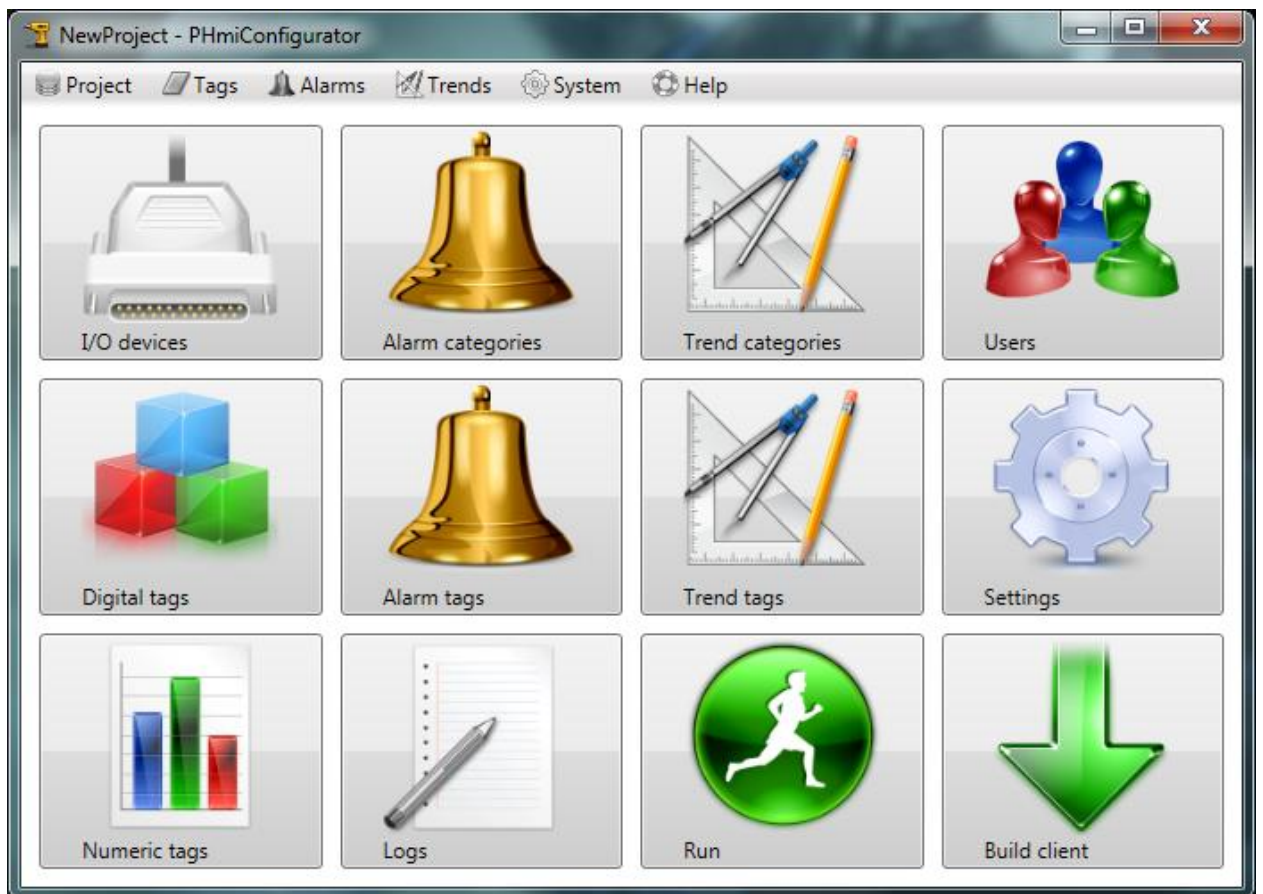 NewProject - PHmiConfigurator
Project Tags Alarms Trends System Help
I/O devices Alarm categories Trend categories Users
Digital tags Alarm tags Trend tags Settings
Numeric tags Logs Run Build client